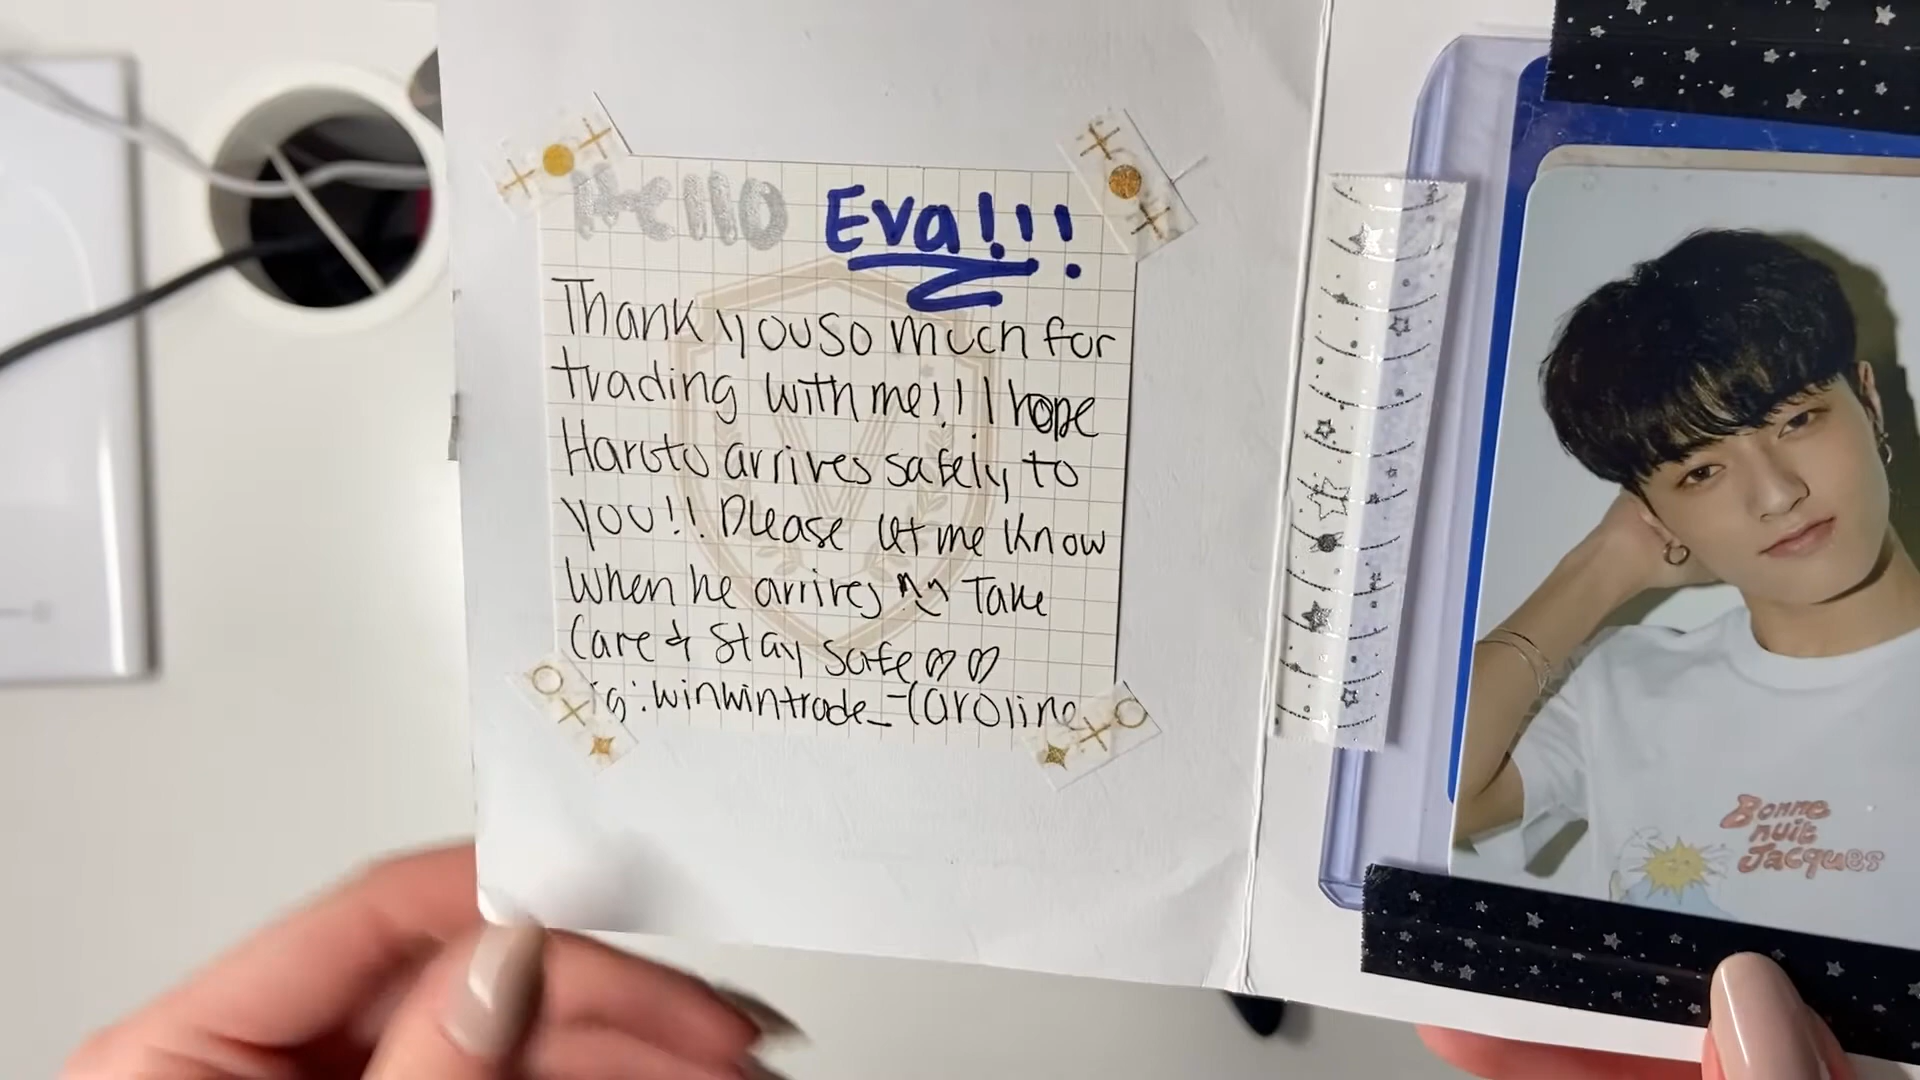 Hello Eva!!!
Thank you so much for
trading with me!!! I hope
Haruto arrives safely to
you!! Please let me know
when he arrives ^^ Take
Care & Stay Safe ♡♡
ig: winwintrade_-Caroline
Bonne
nuit
Jacques